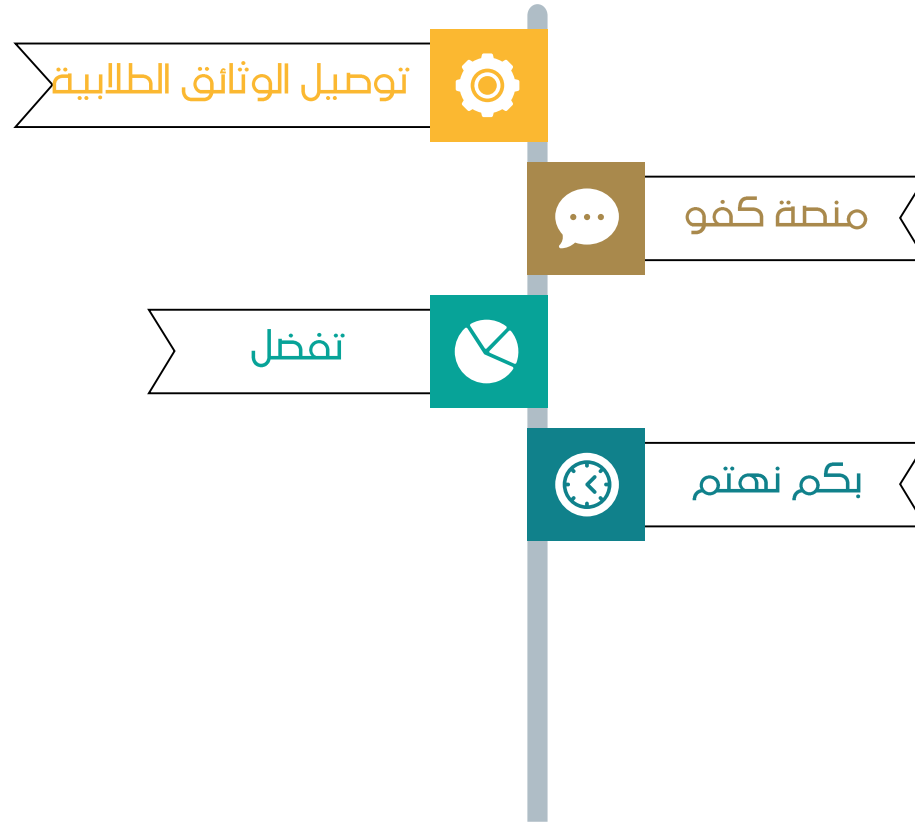 توصيل الوثائق الطلابية
منصة كفو
تفضل
بكم نهتم